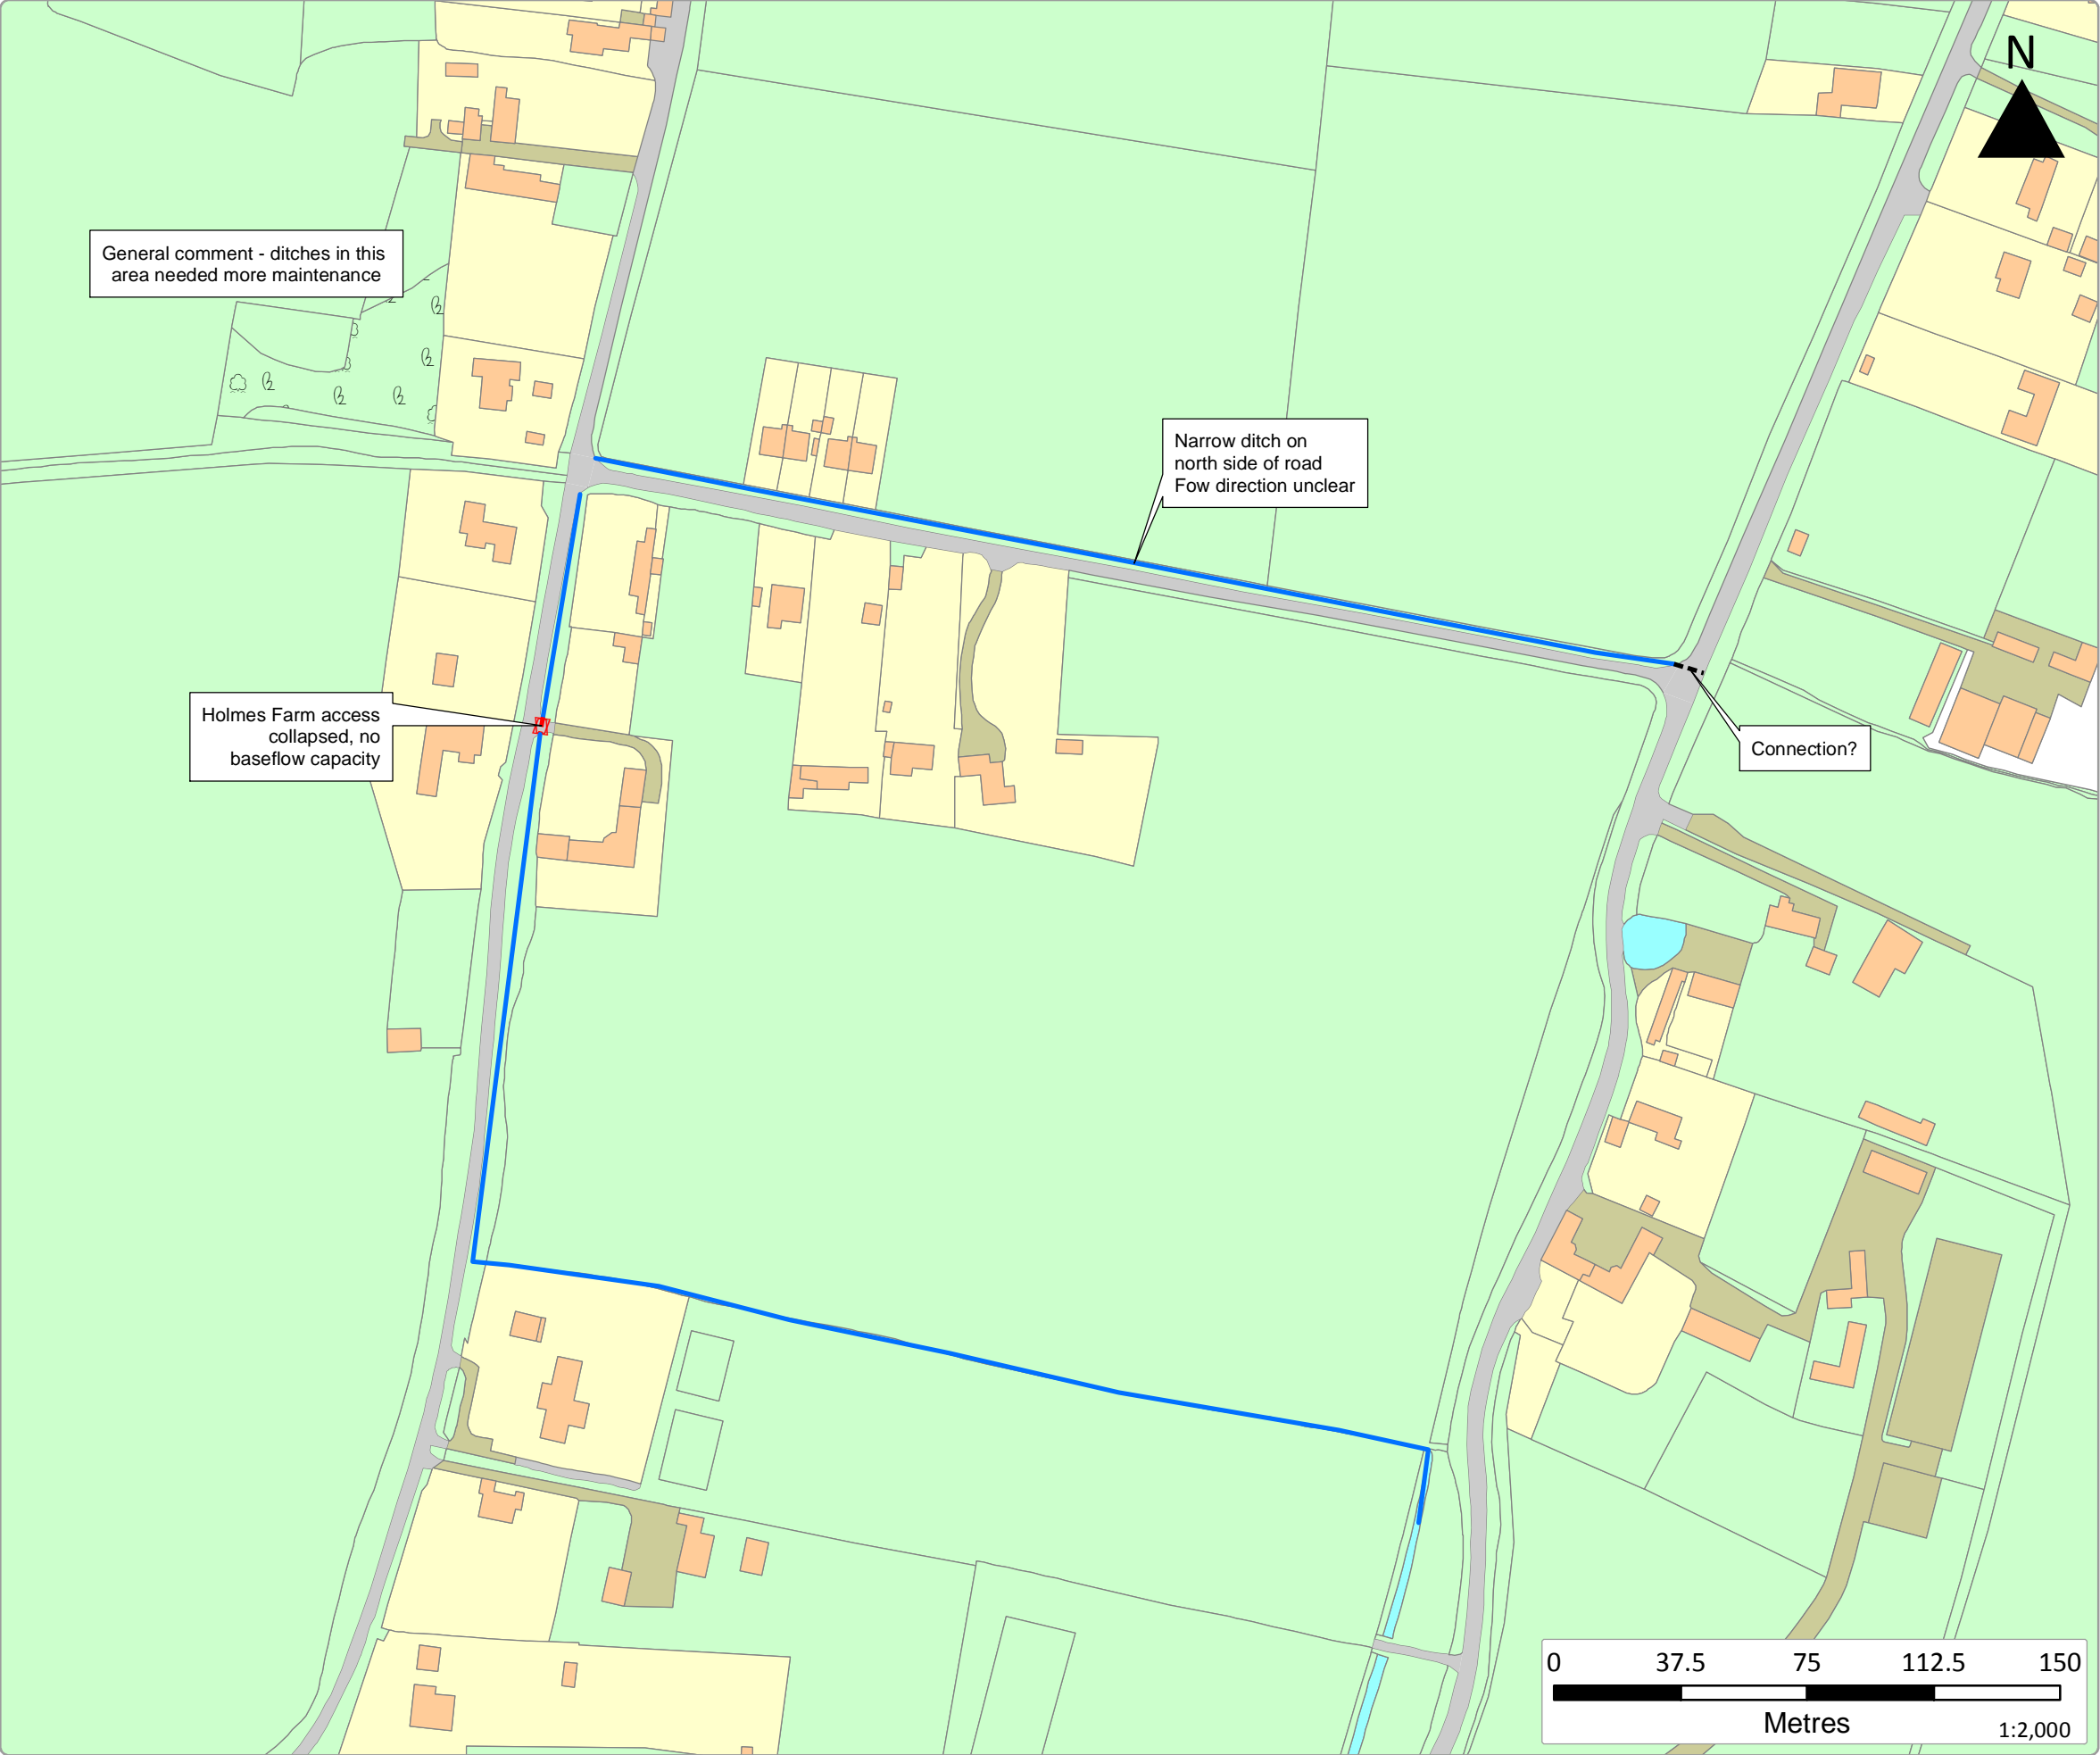 N
General comment - ditches in this
area needed more maintenance
Narrow ditch on
north side of road
Fow direction unclear
Holmes Farm access
collapsed, no
baseflow capacity
Connection?
0 37.5 75 112.5 150
Metres
1:2,000